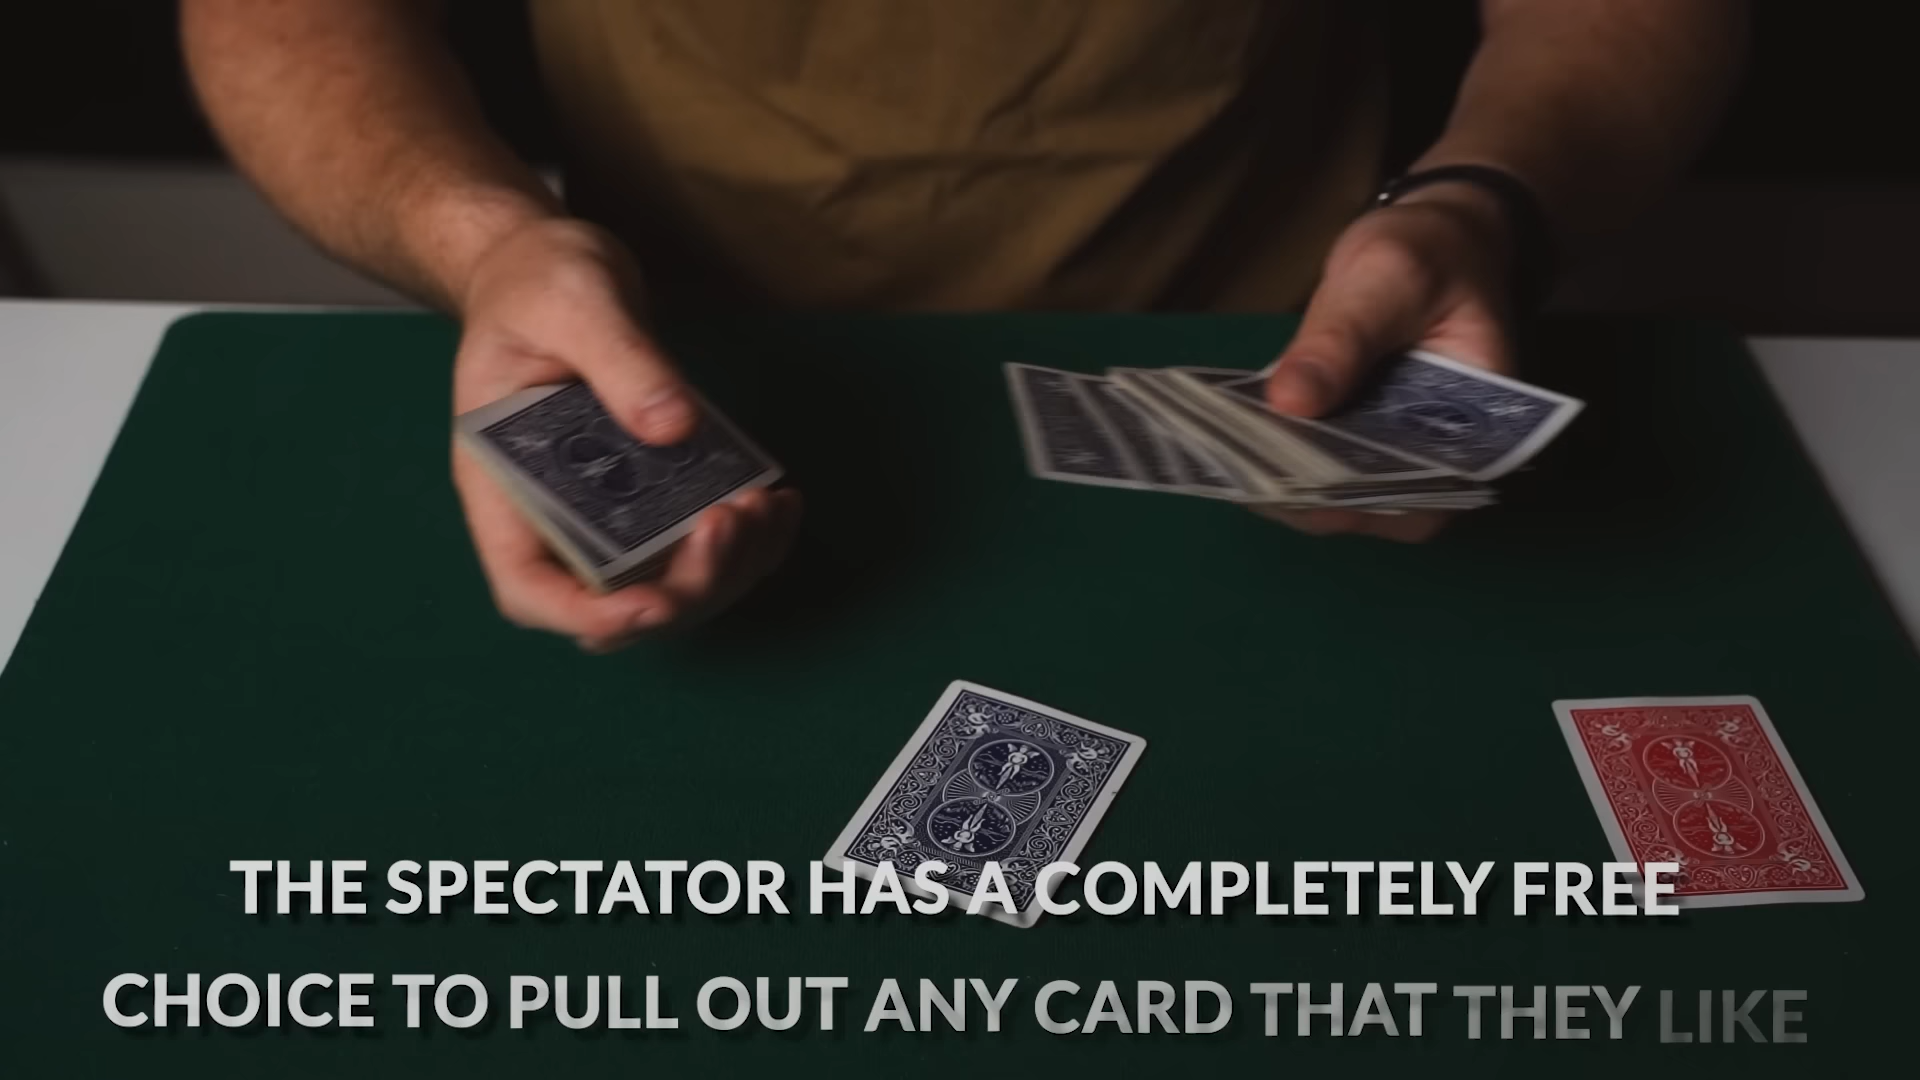 THE SPECTATOR HAS A COMPLETELY FREE
CHOICE TO PULL OUT ANY CARD THAT THEY LIKE